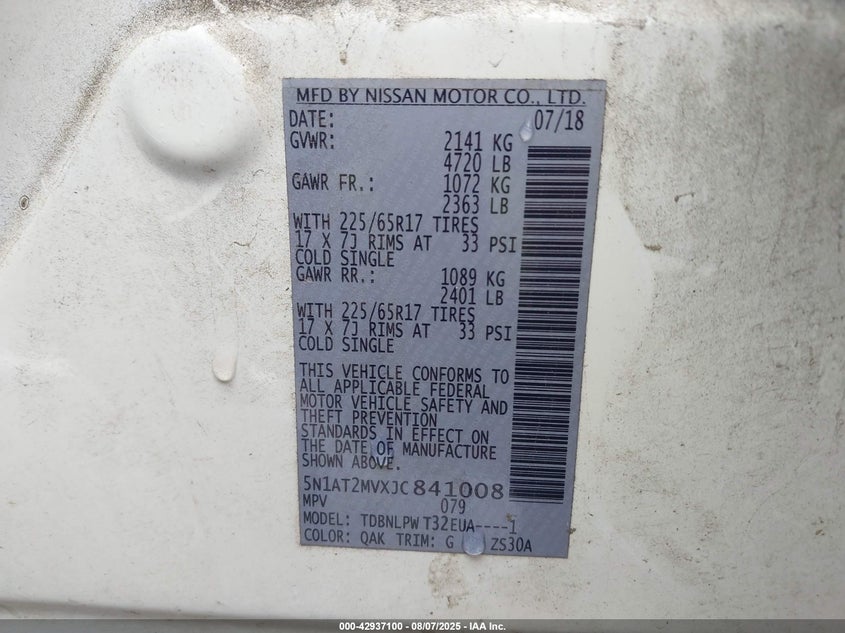 MFD BY NISSAN MOTOR CO., LTD.
DATE: 07/18
GVWR: 2141 KG
4720 LB
GAWR FR.: 1072 KG
2363 LB
WITH 225/65R17 TIRES
17 X 7J RIMS AT 33 PSI
COLD SINGLE
GAWR RR.: 1089 KG
2401 LB
WITH 225/65R17 TIRES
17 X 7J RIMS AT 33 PSI
COLD SINGLE
THIS VEHICLE CONFORMS TO
ALL APPLICABLE FEDERAL
MOTOR VEHICLE SAFETY AND
THEFT PREVENTION
STANDARDS IN EFFECT ON
THE DATE OF MANUFACTURE
SHOWN ABOVE.
5N1AT2MVXJC841008
MPV 079
MODEL: TDBNLPW T32EUA----1
COLOR: QAK TRIM: G ZS30A
000-42937100 - 08/07/2025 - IAA Inc.